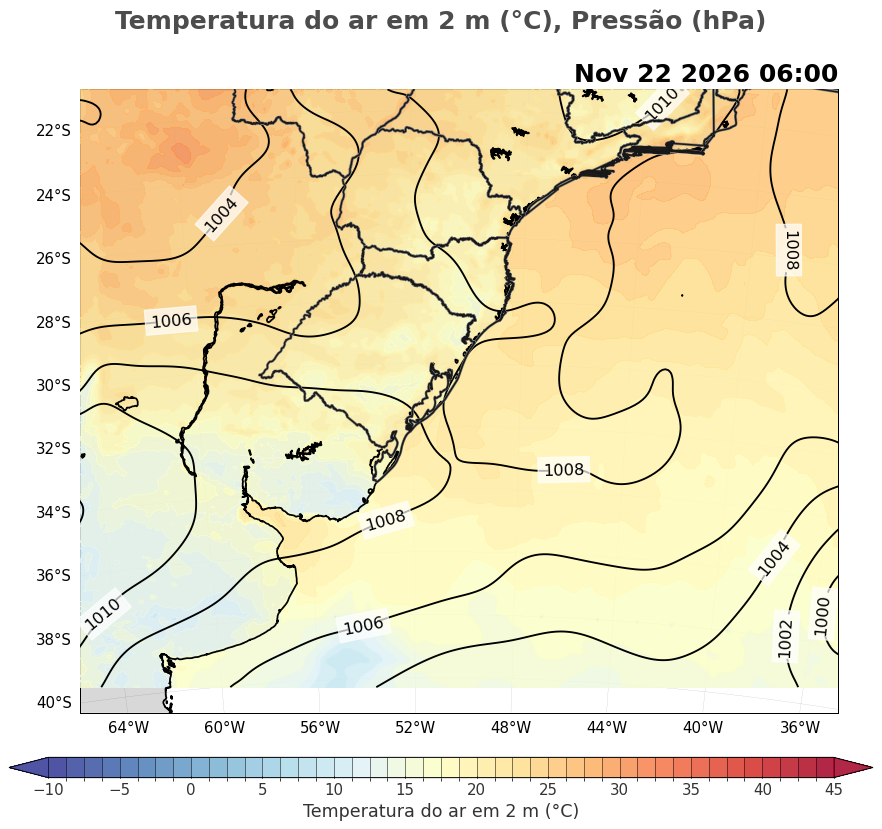 Temperatura do ar em 2 m (°C), Pressão (hPa)
Nov 22 2026 06:00
1010
22°S
24°S
1004
26°S
1008
28°S
1006
30°S
32°S
1008
34°S
1008
1004
36°S
1010
1006
1002
1000
38°S
40°S
64°W 60°W 56°W 52°W 48°W 44°W 40°W 36°W
−10 −5 0 5 10 15 20 25 30 35 40 45
Temperatura do ar em 2 m (°C)